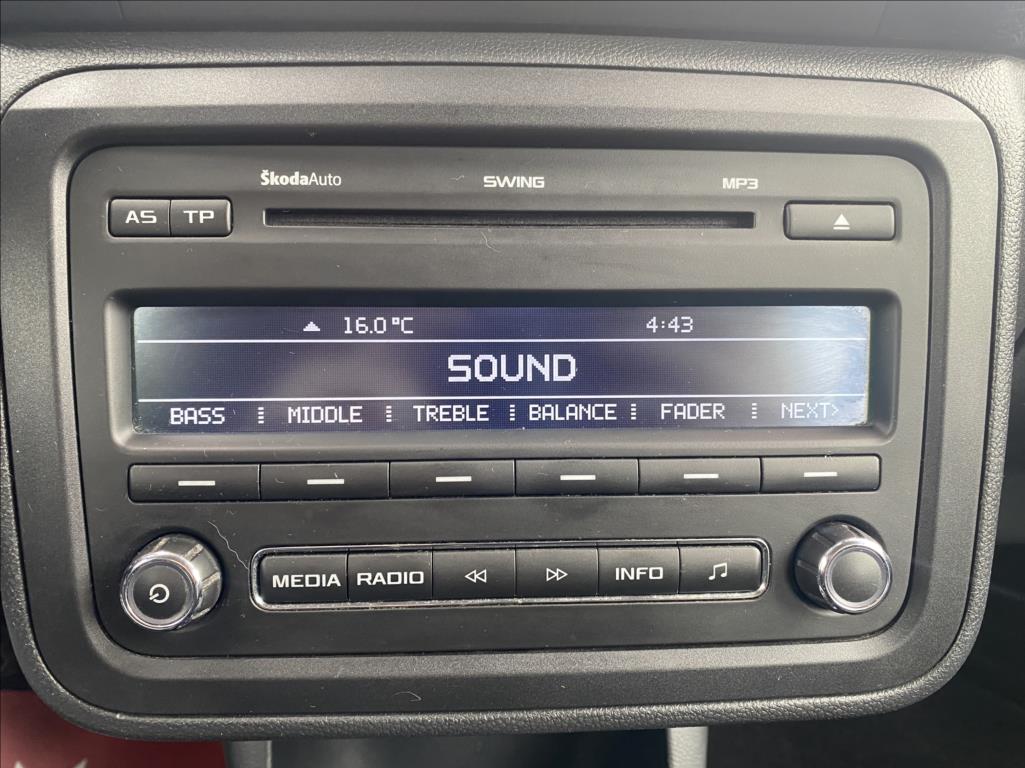 ŠkodaAuto SWING MP3
AS TP
16.0°C 4:43
SOUND
BASS MIDDLE TREBLE BALANCE FADER NEXT>
MEDIA RADIO INFO